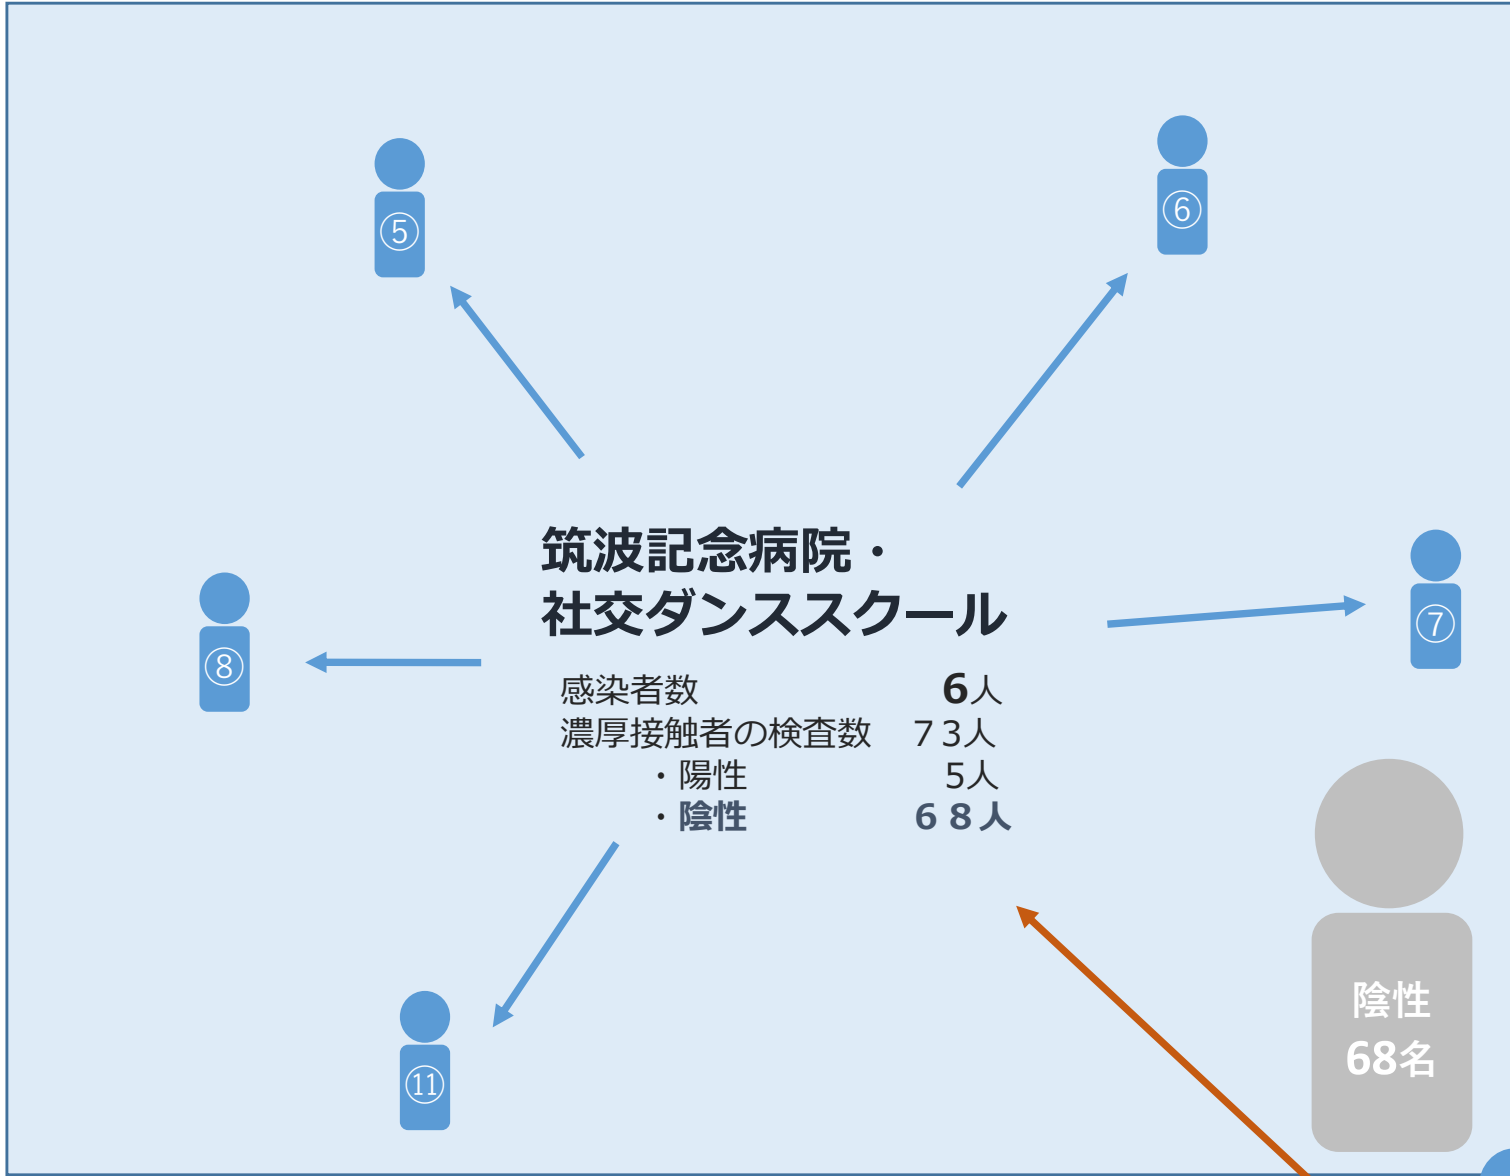 ⑤
⑥
筑波記念病院・
社交ダンススクール
⑦
⑧
感染者数 6人
濃厚接触者の検査数 ７3人
・陽性 5人
・陰性 ６８人
陰性
68名
⑪